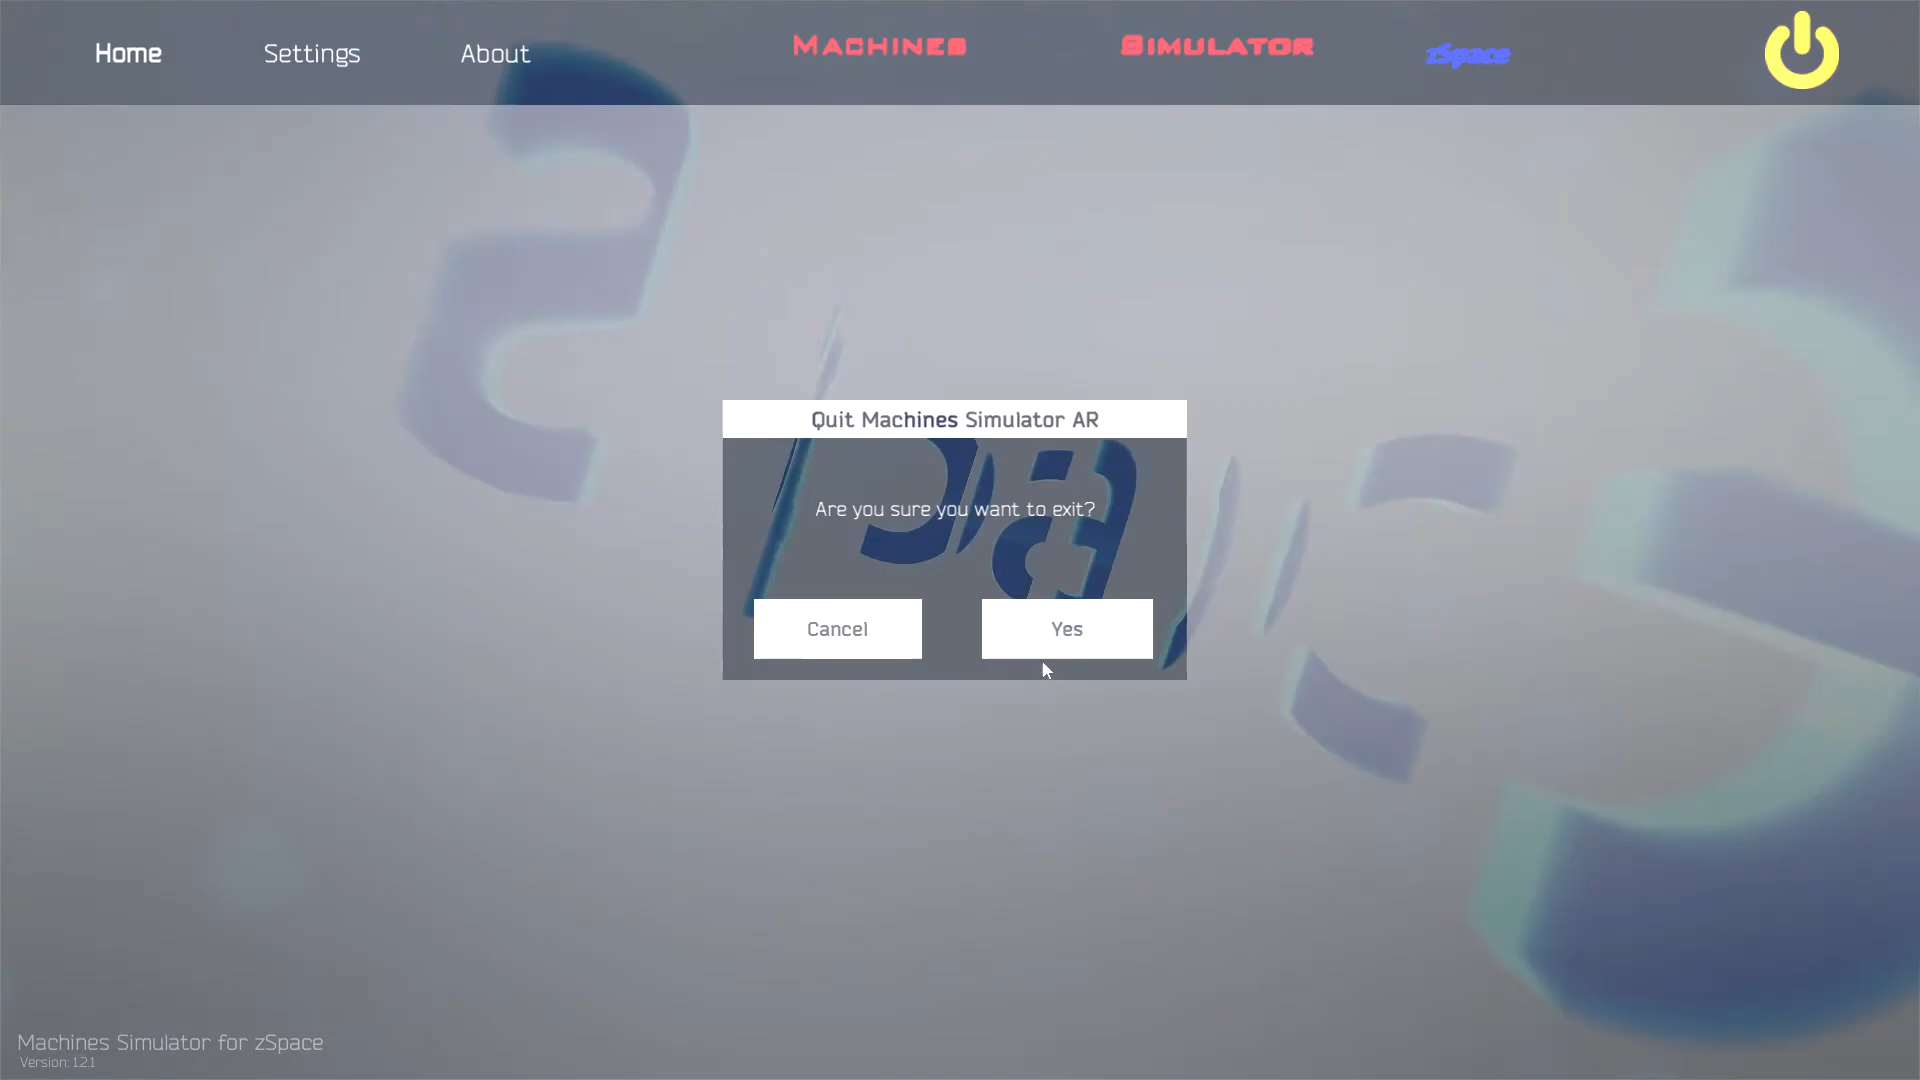 Home Settings About MACHINES SIMULATOR zSpace
Quit Machines Simulator AR
Are you sure you want to exit?
Cancel Yes
Machines Simulator for zSpace
Version: 1.2.1